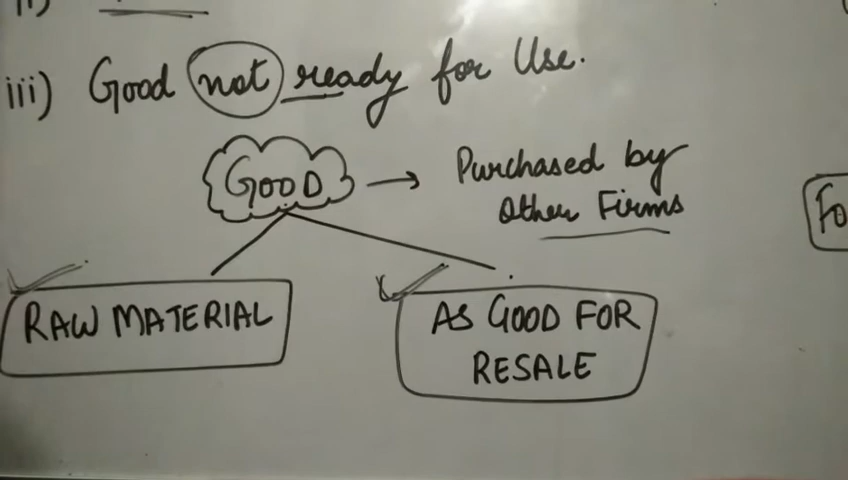 iii) Good not ready for Use.
GOOD → Purchased by
Other Firms
RAW MATERIAL
AS GOOD FOR
RESALE